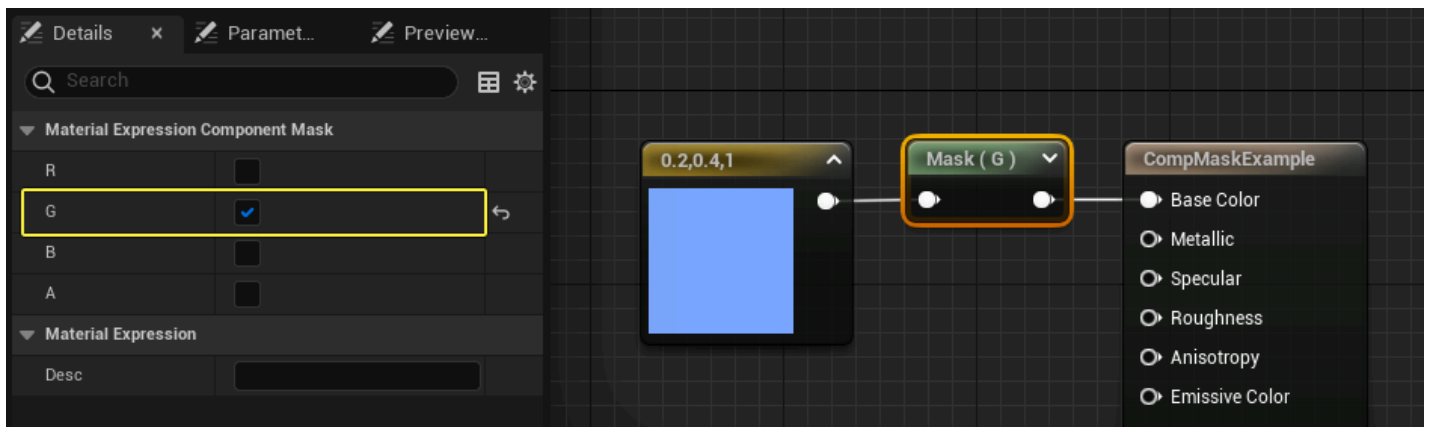 Details
Paramet...
Preview...
Search
Material Expression Component Mask
R
G
B
A
Material Expression
Desc
0.2,0.4,1
Mask ( G )
CompMaskExample
Base Color
Metallic
Specular
Roughness
Anisotropy
Emissive Color